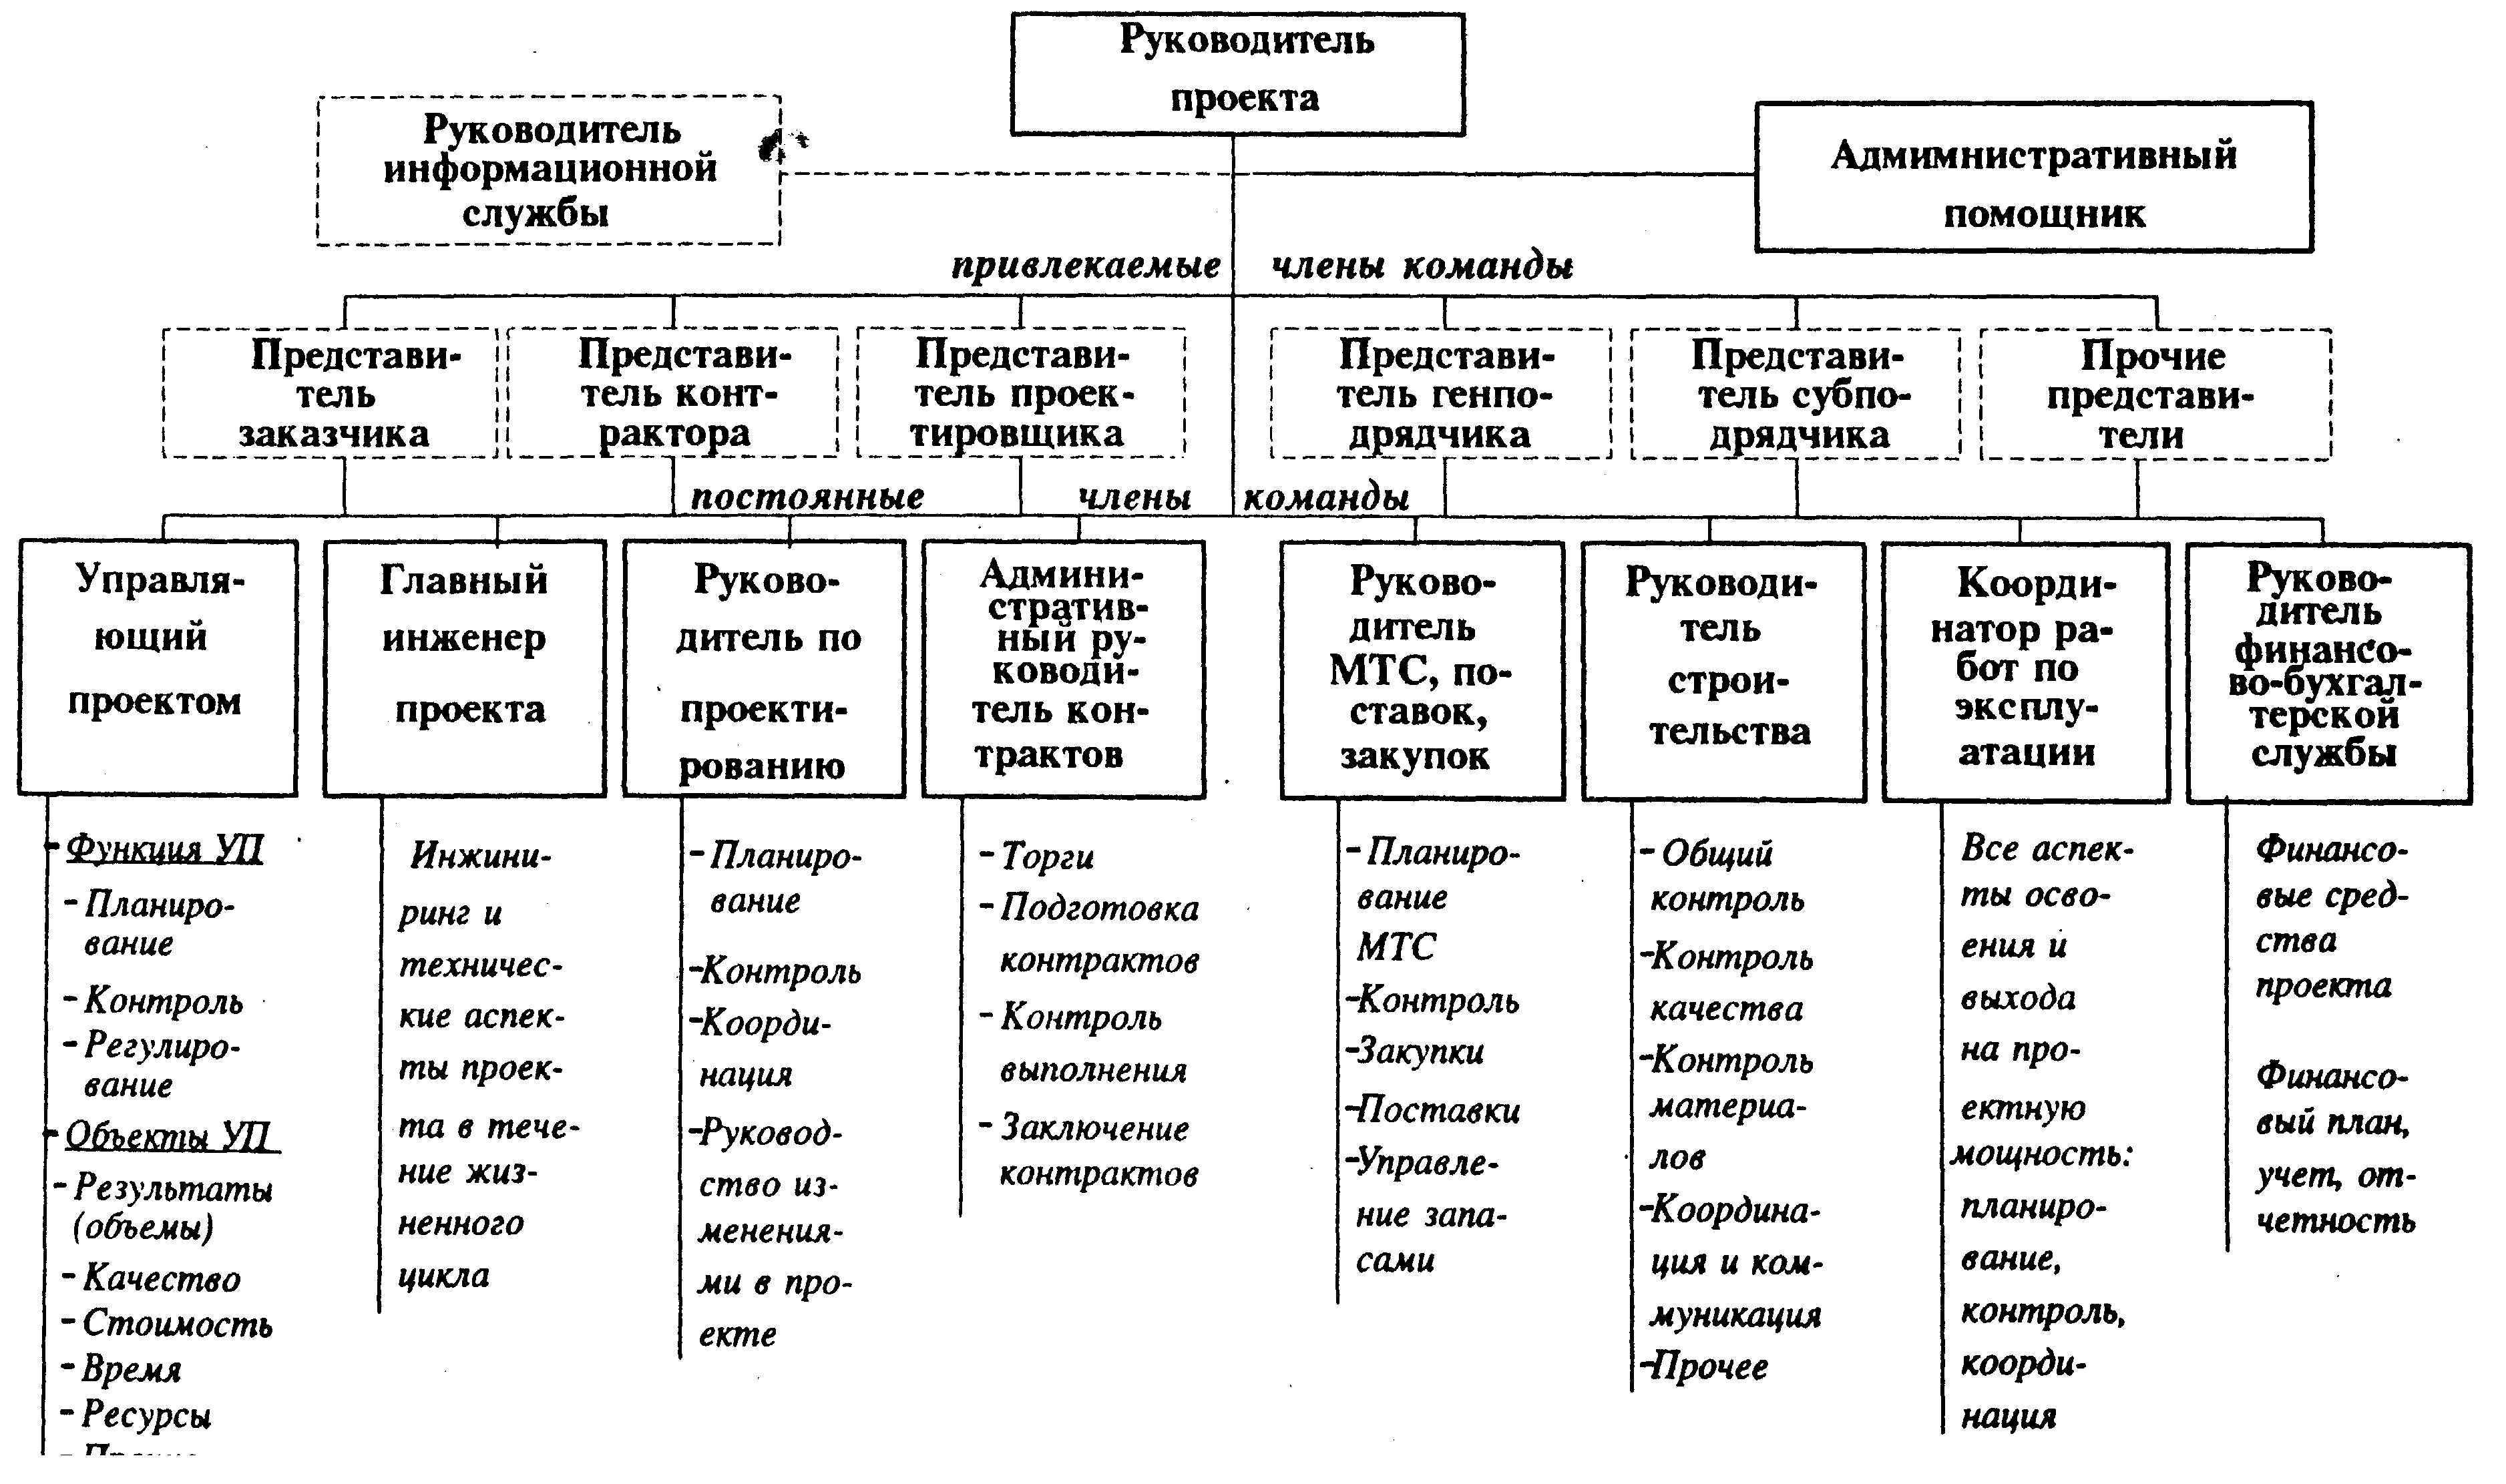 Руководитель
проекта
Руководитель
информационной
службы
Адмимнистративный
помощник
привлекаемые члены команды
Представи-
тель
заказчика
Представи-
тель конт-
рактора
Представи-
тель проек-
тировщика
Представи-
тель генпо-
дрядчика
Представи-
тель субпо-
дрядчика
Прочие
представи-
тели
постоянные члены команды
Управля-
ющий
проектом
Главный
инженер
проекта
Руково-
дитель по
проекти-
рованию
Админи-
стратив-
ный ру-
ководи-
тель кон-
трактов
Руково-
дитель
МТС, по-
ставок,
закупок
Руководи-
тель
строи-
тельства
Коорди-
натор ра-
бот по
эксплу-
атации
Руково-
дитель
финансо-
во-бухгал-
терской
службы
- Функция УП
- Планиро-
вание
- Контроль
- Регулиро-
вание
- Объекты УП
- Результаты
(объемы)
- Качество
- Стоимость
- Время
- Ресурсы
Инжини-
ринг и
техничес-
кие аспек-
ты проек-
та в тече-
ние жиз-
ненного
цикла
- Планиро-
вание
- Контроль
- Коорди-
нация
- Руковод-
ство из-
менения-
ми в про-
екте
- Торги
- Подготовка
контрактов
- Контроль
выполнения
- Заключение
контрактов
- Планиро-
вание
МТС
- Контроль
- Закупки
- Поставки
- Управле-
ние запа-
сами
- Общий
контроль
- Контроль
качества
- Контроль
материа-
лов
- Координа-
ция и ком-
муникация
- Прочее
Все аспек-
ты осво-
ения и
выхода
на про-
ектную
мощность:
планиро-
вание,
контроль,
коорди-
нация
Финансо-
вые сред-
ства
проекта
Финансо-
вый план,
учет, от-
четность